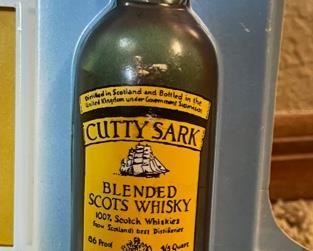 Distilled in Scotland and Bottled in the
United Kingdom under Government Supervision
CUTTY SARK
BLENDED
SCOTS WHISKY
100% Scotch Whiskies
from Scotland's best Distilleries
86 Proof 4/5 Quart